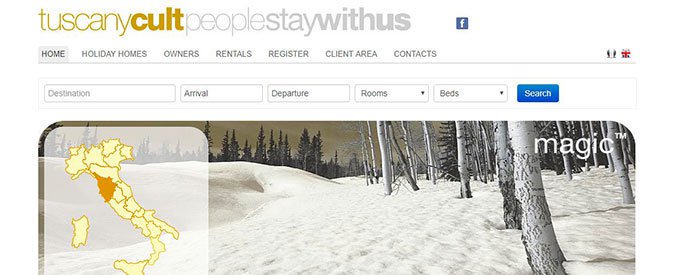 tuscanycultpeoplestaywithus
f
HOME HOLIDAY HOMES OWNERS RENTALS REGISTER CLIENT AREA CONTACTS
Destination Arrival Departure Rooms Beds Search
magic™